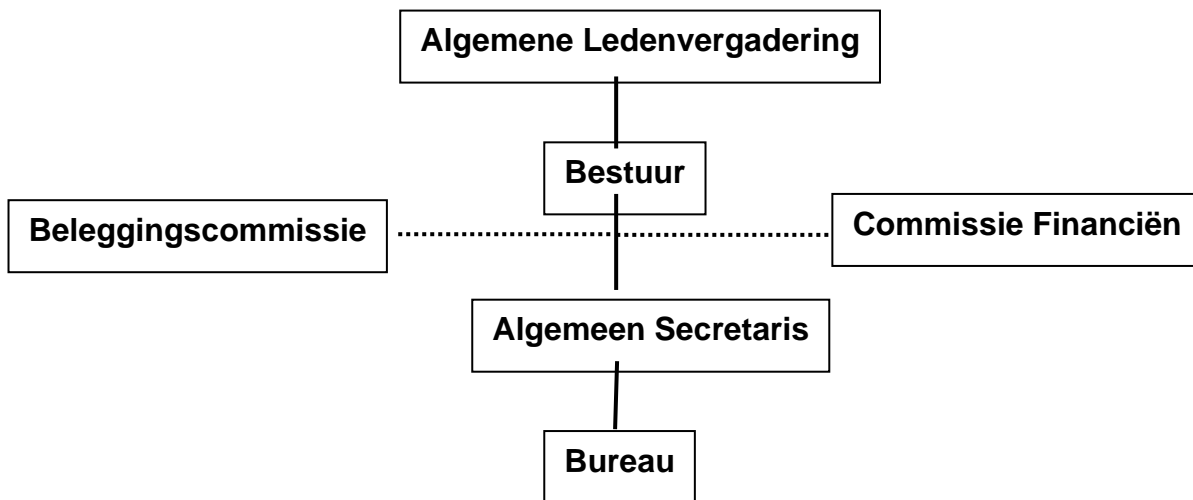 Algemene Ledenvergadering
Bestuur
Beleggingscommissie
Commissie Financiën
Algemeen Secretaris
Bureau